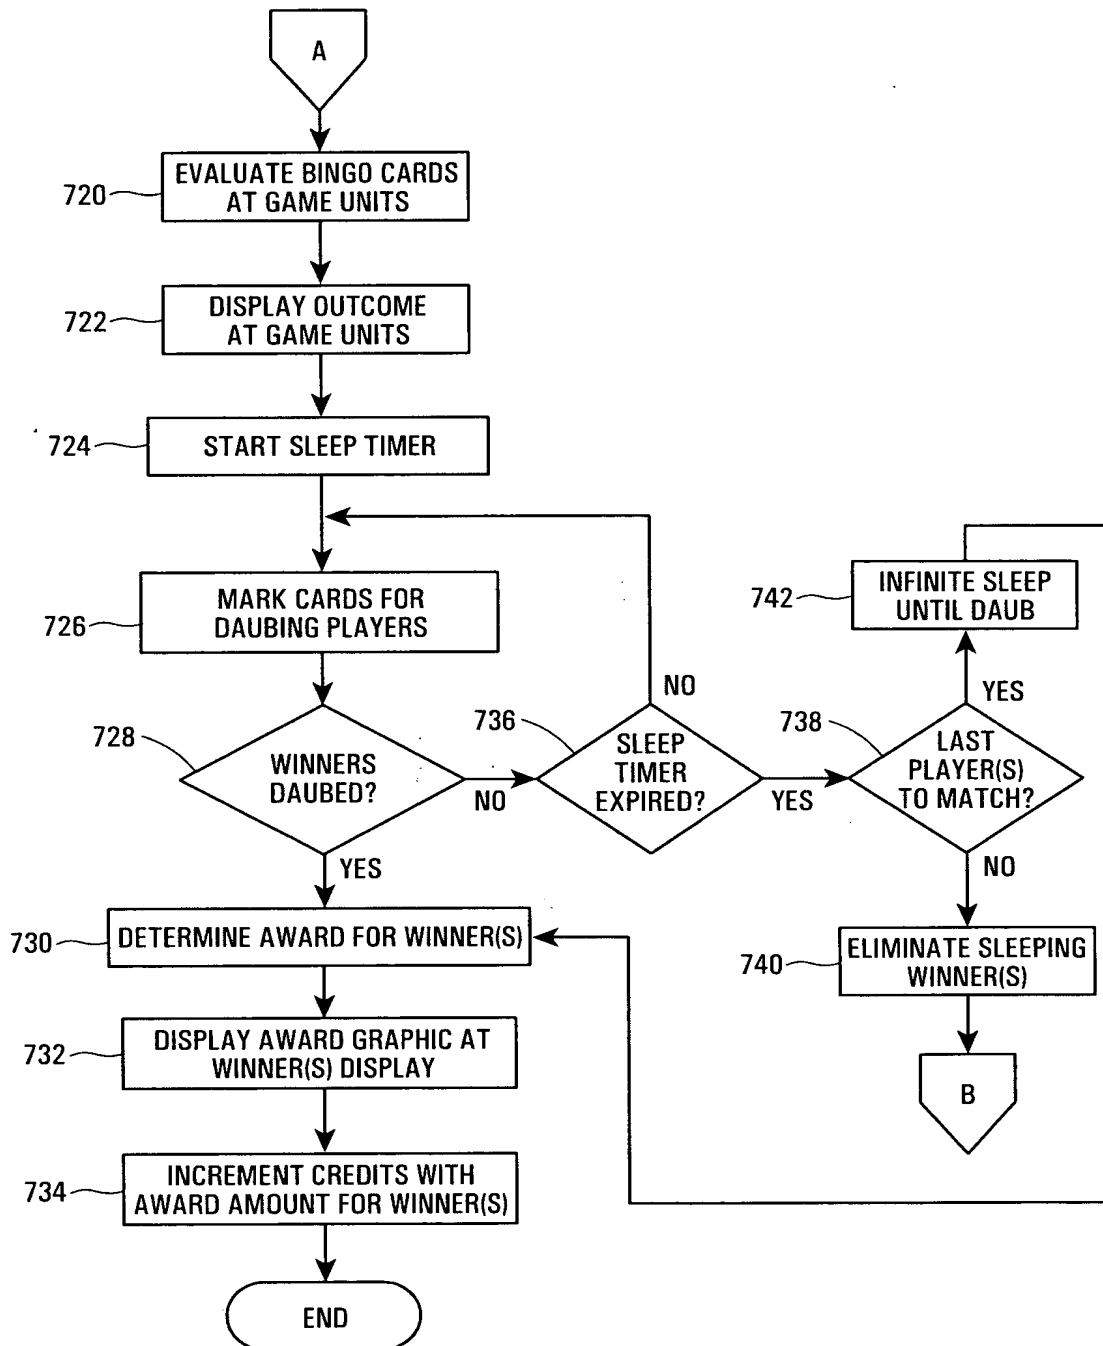 A
EVALUATE BINGO CARDS
AT GAME UNITS
720
DISPLAY OUTCOME
AT GAME UNITS
722
724
START SLEEP TIMER
742
INFINITE SLEEP
UNTIL DAUB
726
MARK CARDS FOR
DAUBING PLAYERS
NO
YES
728
WINNERS
DAUBED?
NO
736
SLEEP
TIMER
EXPIRED?
YES
738
LAST
PLAYER(S)
TO MATCH?
YES
NO
730
DETERMINE AWARD FOR WINNER(S)
740
ELIMINATE SLEEPING
WINNER(S)
732
DISPLAY AWARD GRAPHIC AT
WINNER(S) DISPLAY
B
734
INCREMENT CREDITS WITH
AWARD AMOUNT FOR WINNER(S)
END